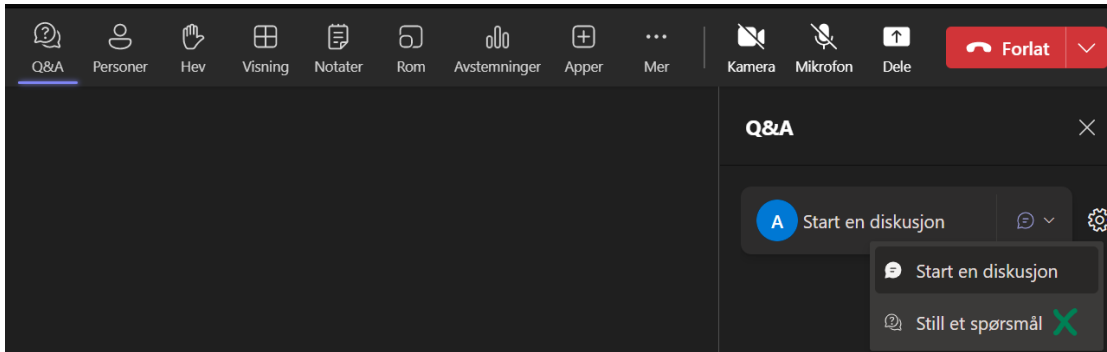 Q&A Personer Hev Visning Notater Rom Avstemninger Apper Mer Kamera Mikrofon Dele Forlat
Q&A
A Start en diskusjon
Start en diskusjon
Still et spørsmål